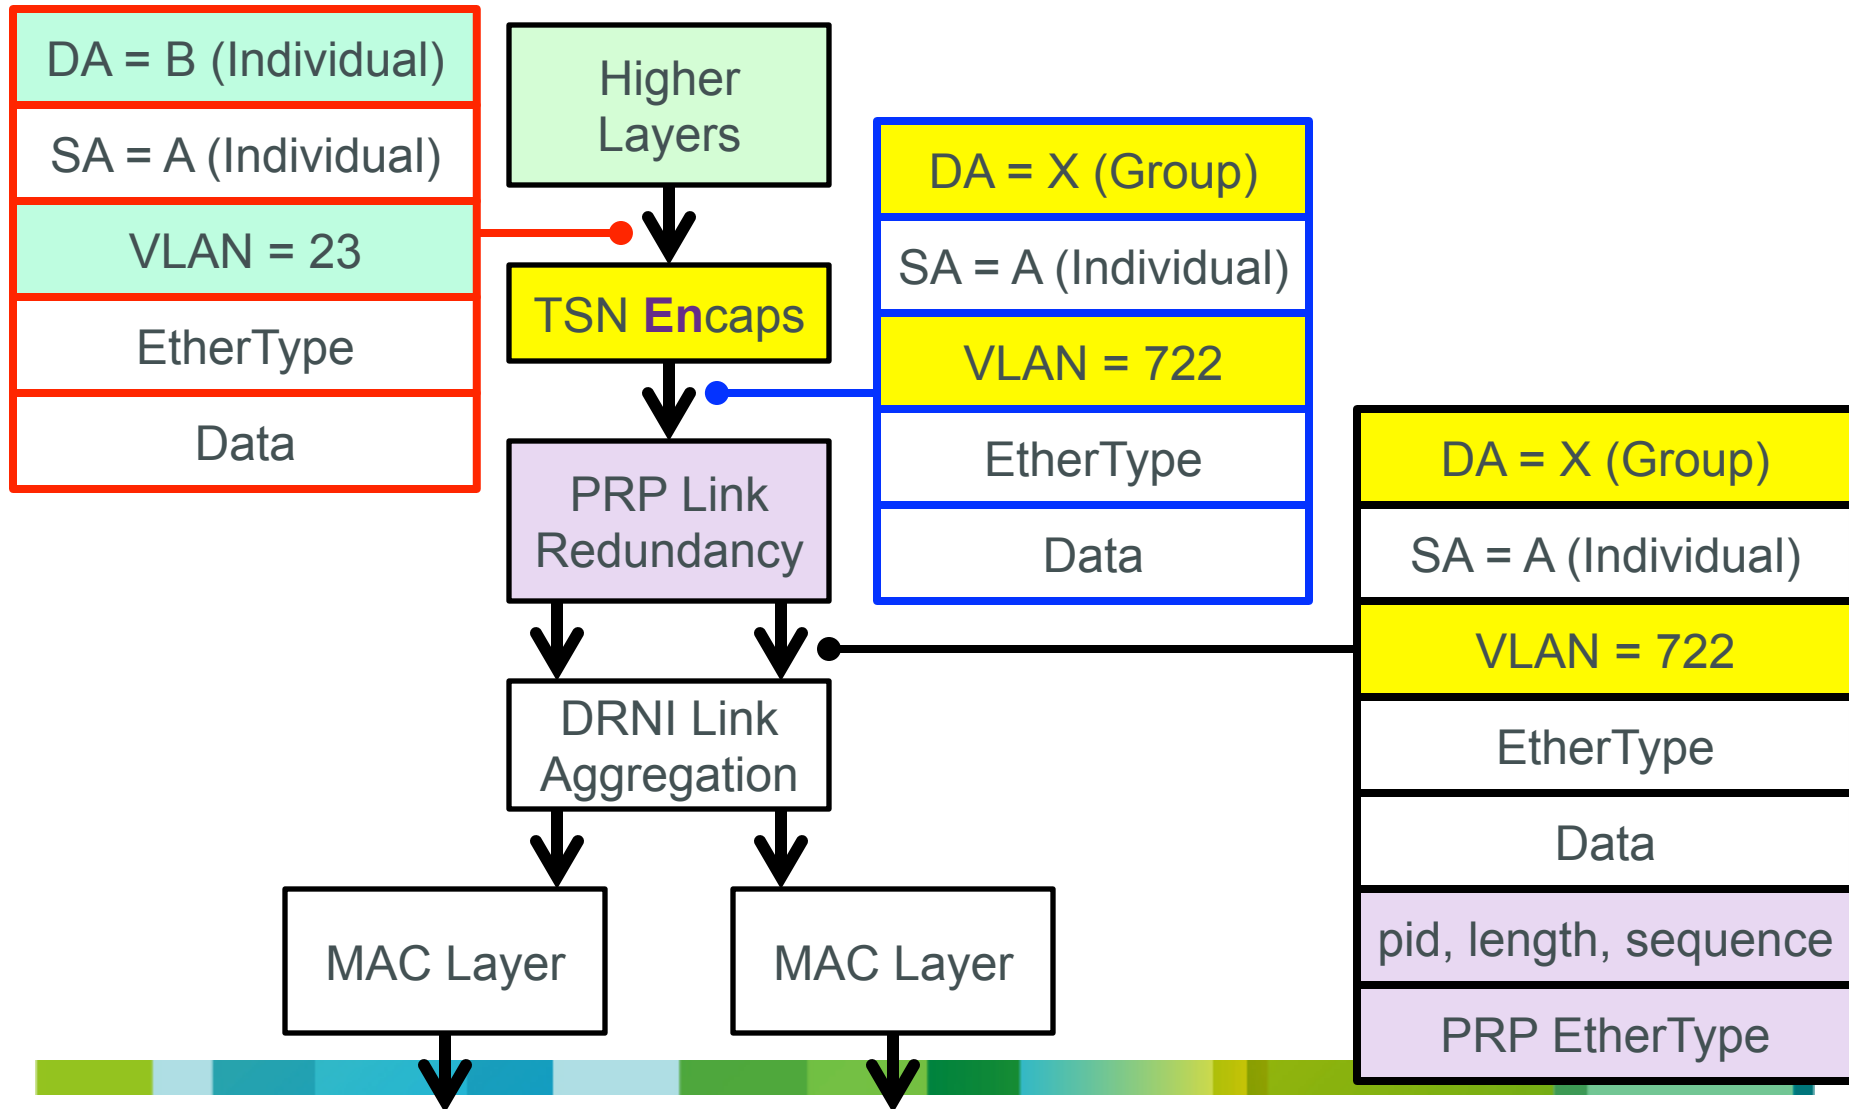 DA = B (Individual)
SA = A (Individual)
VLAN = 23
EtherType
Data
Higher
Layers
TSN Encaps
PRP Link
Redundancy
DRNI Link
Aggregation
MAC Layer
MAC Layer
DA = X (Group)
SA = A (Individual)
VLAN = 722
EtherType
Data
DA = X (Group)
SA = A (Individual)
VLAN = 722
EtherType
Data
pid, length, sequence
PRP EtherType